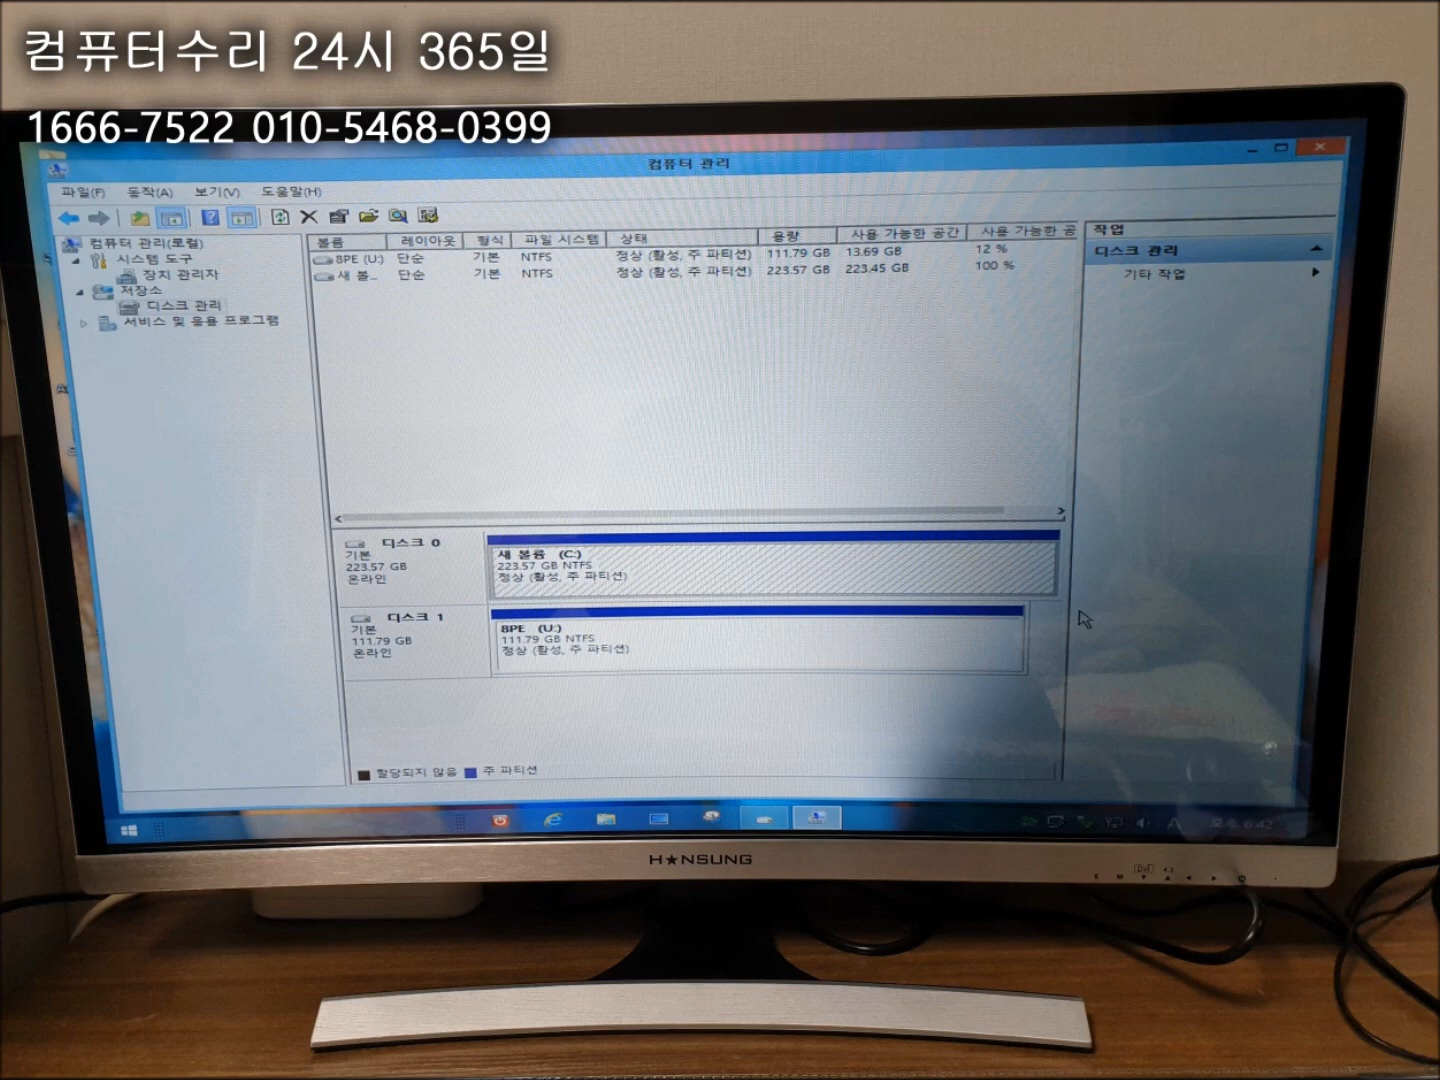 컴퓨터수리 24시 365일
1666-7522 010-5468-0399
컴퓨터 관리
파일(F) 동작(A) 보기(V) 도움말(H)
컴퓨터 관리(로컬)
시스템 도구
장치 관리자
저장소
디스크 관리
서비스 및 응용 프로그램
볼륨 레이아웃 형식 파일 시스템 상태 용량 사용 가능한 공간 사용 가능한 공
8PE (U:) 단순 기본 NTFS 정상 (활성, 주 파티션) 111.79 GB 13.69 GB 12 %
새 볼... 단순 기본 NTFS 정상 (활성, 주 파티션) 223.57 GB 223.45 GB 100 %
작업
디스크 관리
기타 작업
디스크 0
기본
223.57 GB
온라인
새 볼륨 (C:)
223.57 GB NTFS
정상 (활성, 주 파티션)
디스크 1
기본
111.79 GB
온라인
8PE (U:)
111.79 GB NTFS
정상 (활성, 주 파티션)
할당되지 않음 주 파티션
A 오후 6:42
HANSUNG
DVI